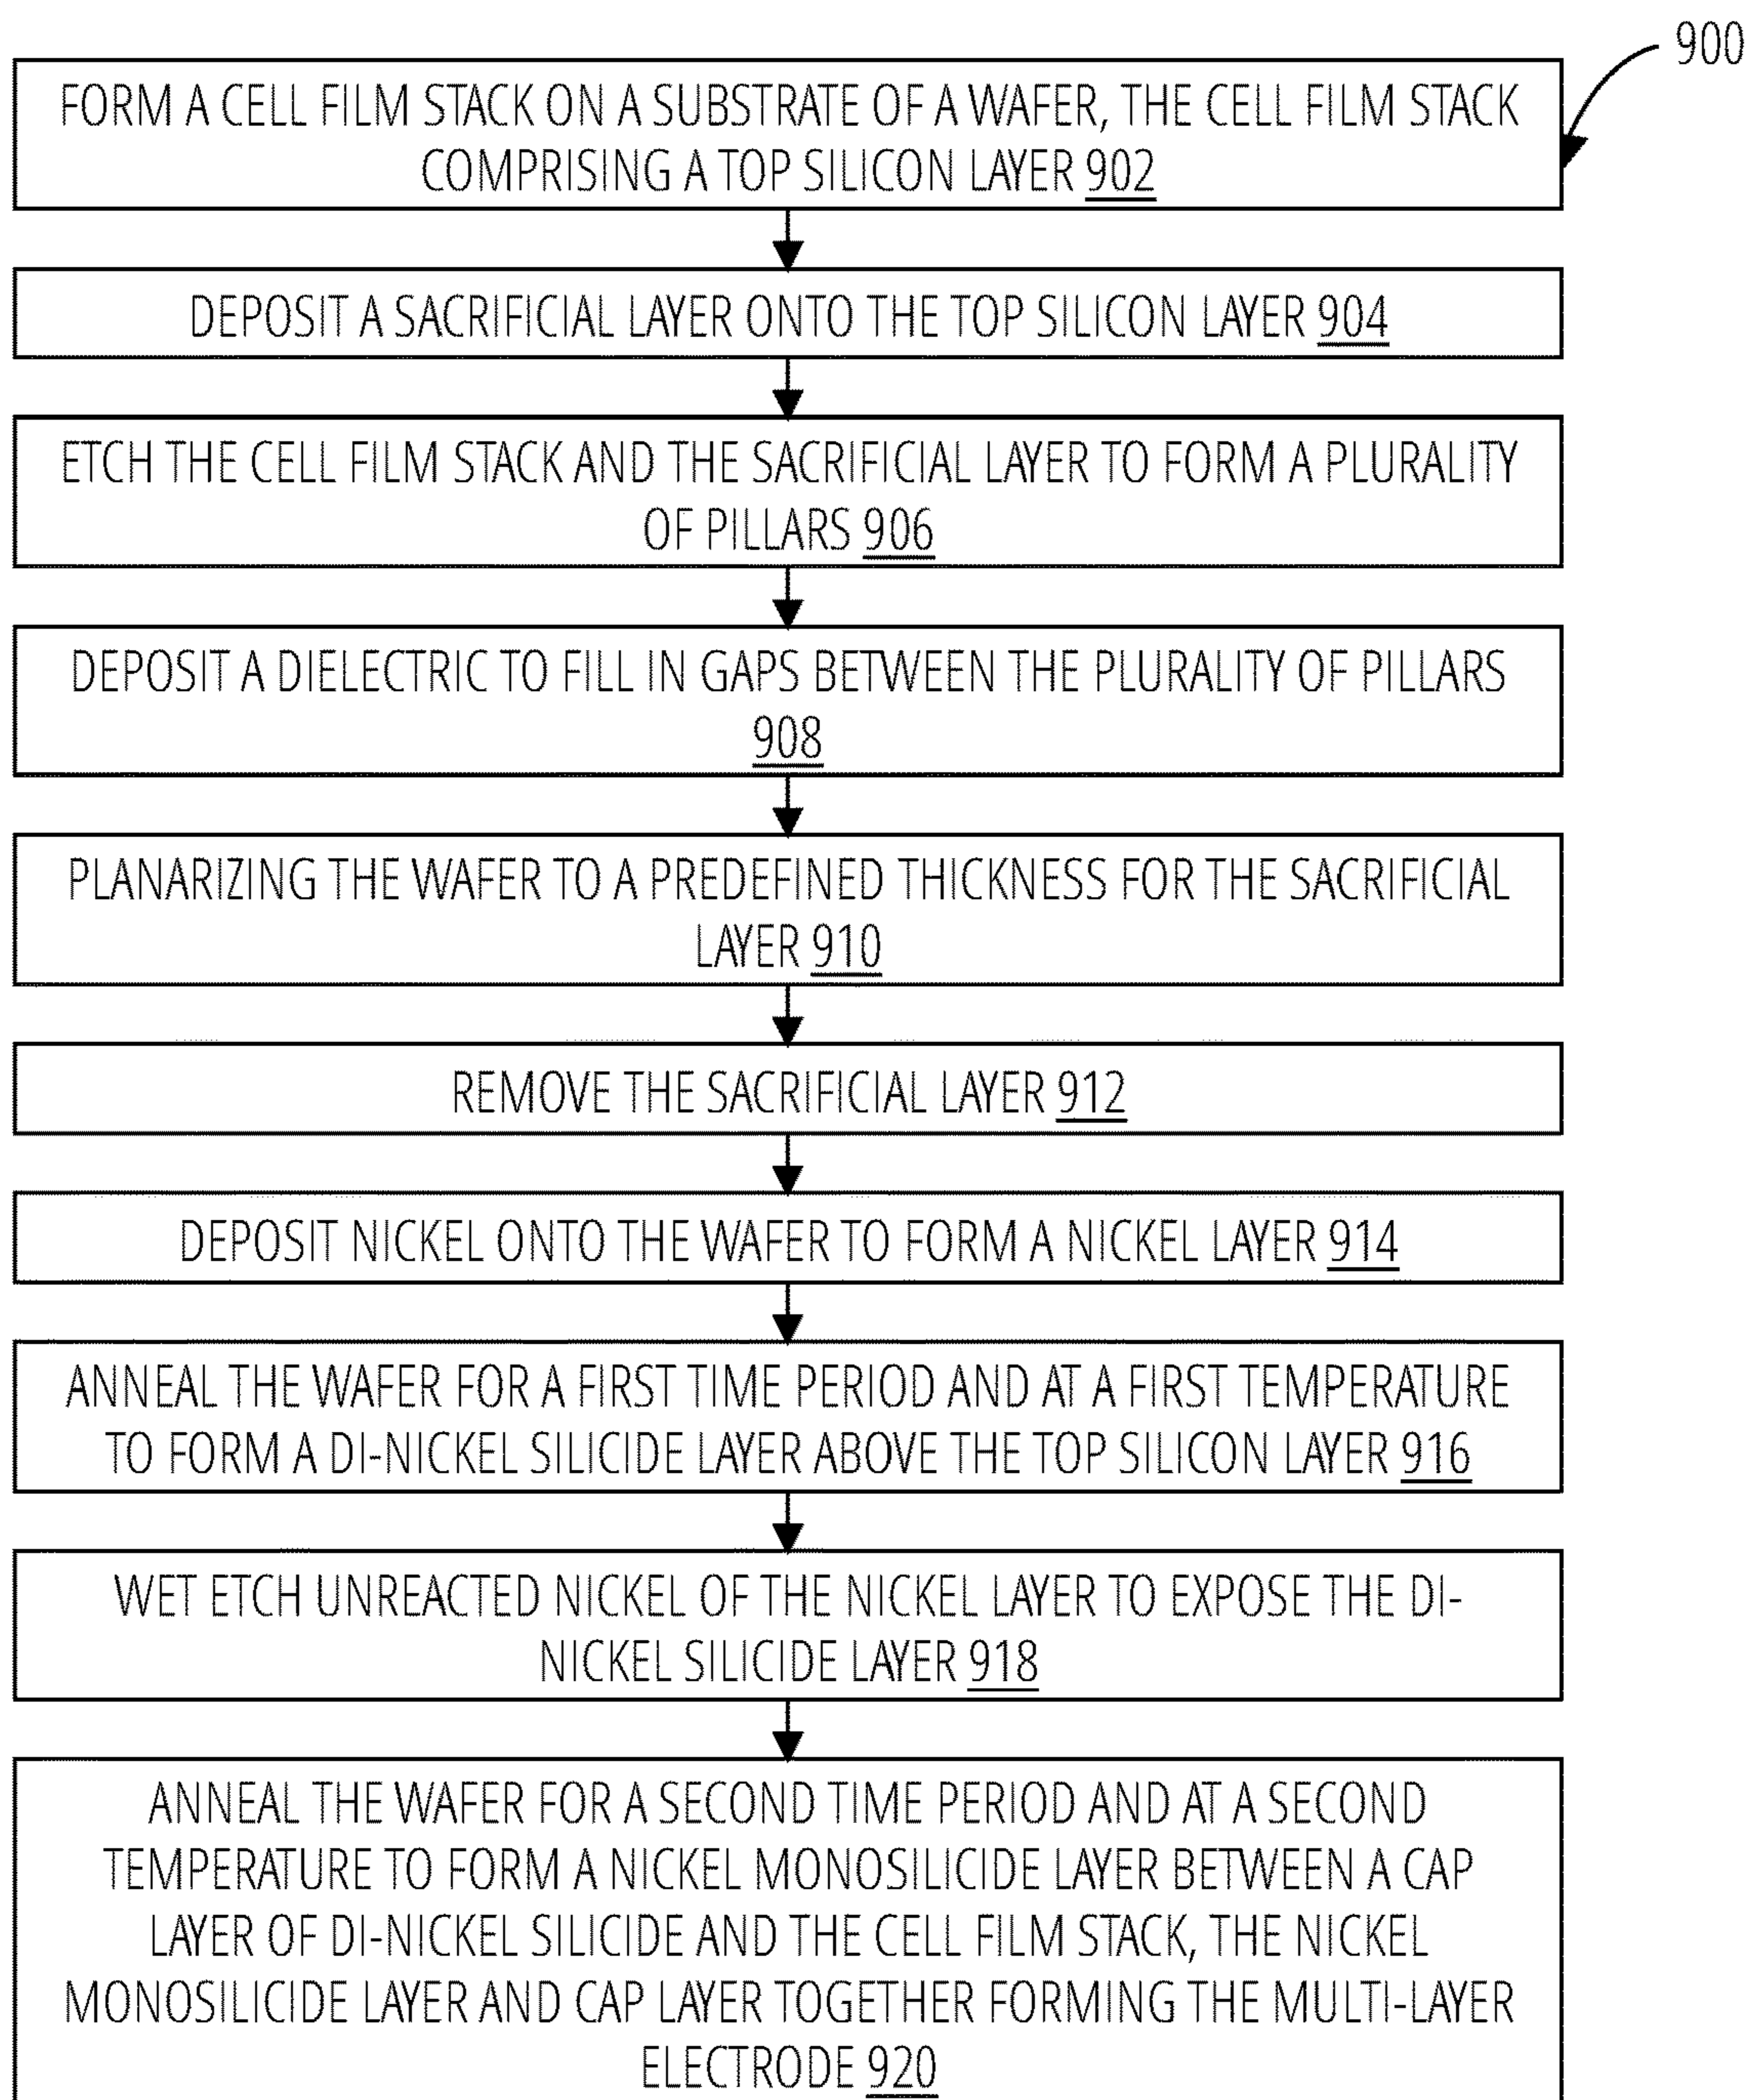 900
FORM A CELL FILM STACK ON A SUBSTRATE OF A WAFER, THE CELL FILM STACK
COMPRISING A TOP SILICON LAYER 902
DEPOSIT A SACRIFICIAL LAYER ONTO THE TOP SILICON LAYER 904
ETCH THE CELL FILM STACK AND THE SACRIFICIAL LAYER TO FORM A PLURALITY
OF PILLARS 906
DEPOSIT A DIELECTRIC TO FILL IN GAPS BETWEEN THE PLURALITY OF PILLARS
908
PLANARIZING THE WAFER TO A PREDEFINED THICKNESS FOR THE SACRIFICIAL
LAYER 910
REMOVE THE SACRIFICIAL LAYER 912
DEPOSIT NICKEL ONTO THE WAFER TO FORM A NICKEL LAYER 914
ANNEAL THE WAFER FOR A FIRST TIME PERIOD AND AT A FIRST TEMPERATURE
TO FORM A DI-NICKEL SILICIDE LAYER ABOVE THE TOP SILICON LAYER 916
WET ETCH UNREACTED NICKEL OF THE NICKEL LAYER TO EXPOSE THE DI-
NICKEL SILICIDE LAYER 918
ANNEAL THE WAFER FOR A SECOND TIME PERIOD AND AT A SECOND
TEMPERATURE TO FORM A NICKEL MONOSILICIDE LAYER BETWEEN A CAP
LAYER OF DI-NICKEL SILICIDE AND THE CELL FILM STACK, THE NICKEL
MONOSILICIDE LAYER AND CAP LAYER TOGETHER FORMING THE MULTI-LAYER
ELECTRODE 920